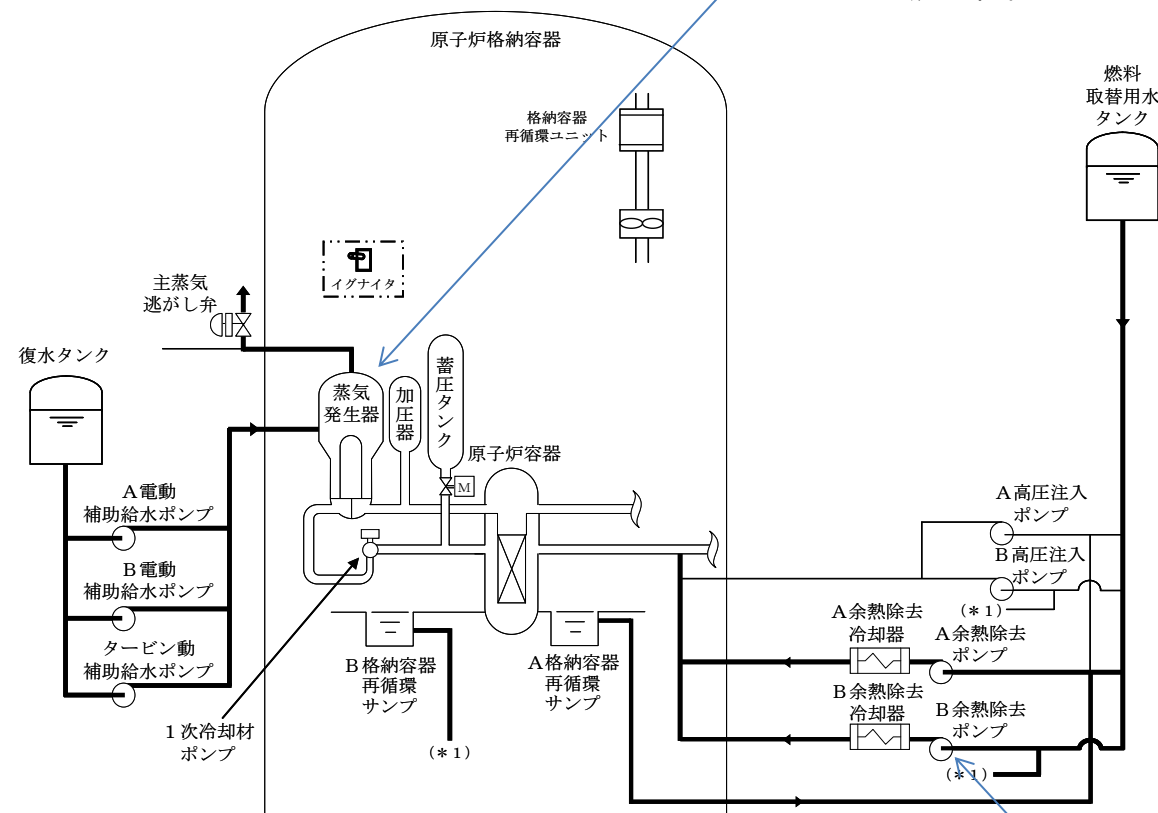 原子炉格納容器
燃料
取替用水
タンク
格納容器
再循環ユニット
イグナイタ
主蒸気
逃がし弁
復水タンク
蒸気
発生器
加圧器
蓄圧タンク
原子炉容器
M
A電動
補助給水ポンプ
B電動
補助給水ポンプ
タービン動
補助給水ポンプ
1次冷却材
ポンプ
B格納容器
再循環
サンプ
(*1)
A格納容器
再循環
サンプ
A高圧注入
ポンプ
B高圧注入
ポンプ
(*1)
A余熱除去
冷却器
A余熱除去
ポンプ
B余熱除去
冷却器
B余熱除去
ポンプ
(*1)